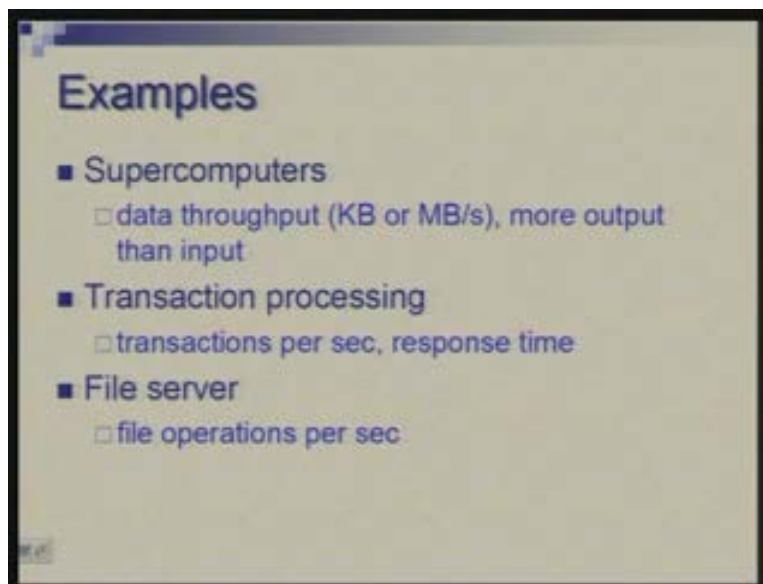 Examples
Supercomputers
data throughput (KB or MB/s), more output
than input
Transaction processing
transactions per sec, response time
File server
file operations per sec